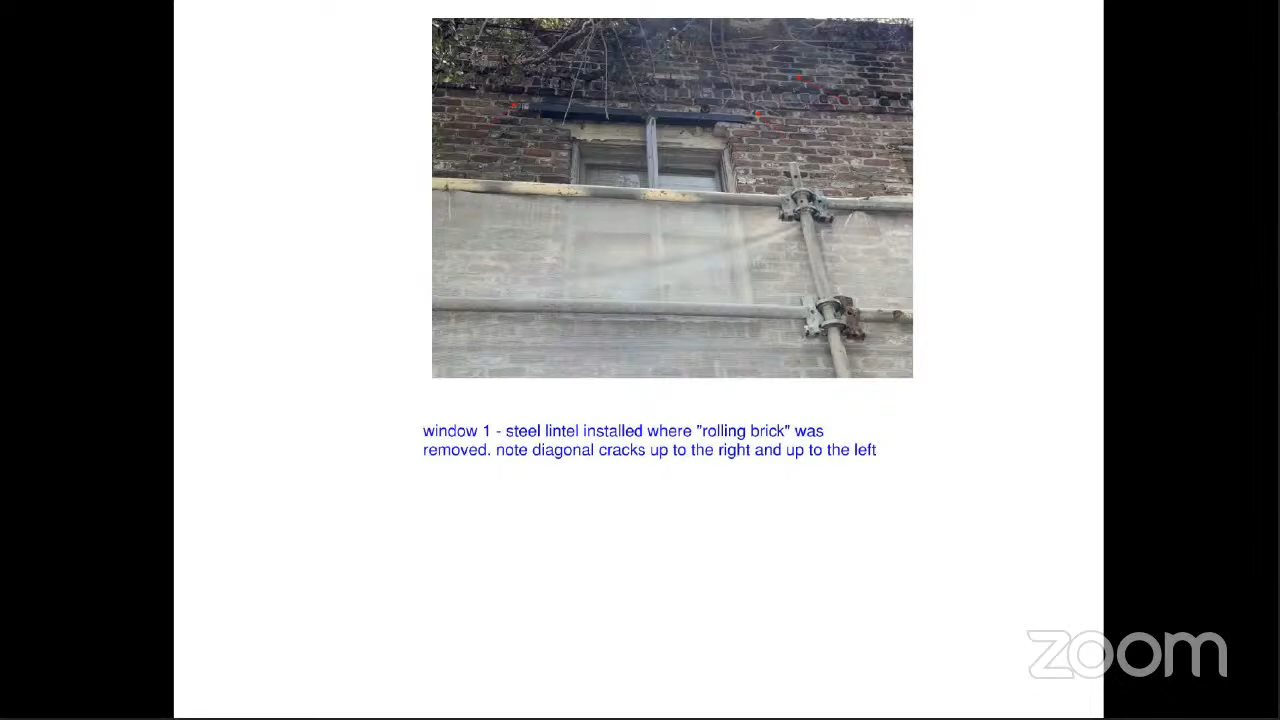 window 1 - steel lintel installed where "rolling brick" was
removed. note diagonal cracks up to the right and up to the left
zoom